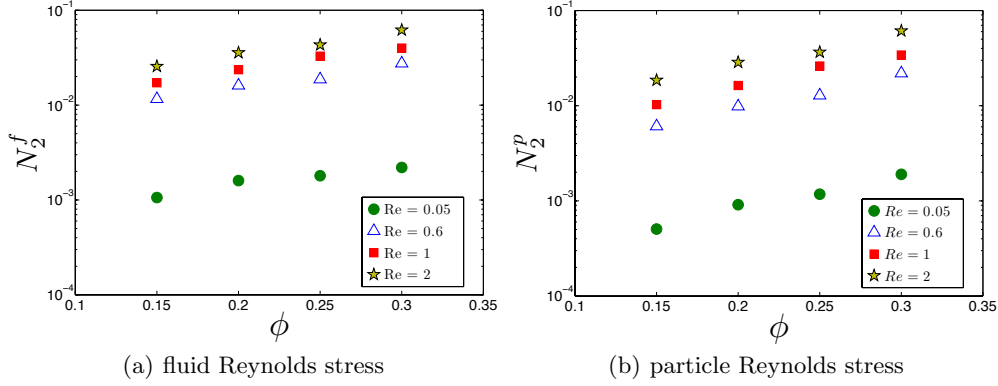 10⁻¹
10⁻²
10⁻³
10⁻⁴
N₂ᶠ
0.1 0.15 0.2 0.25 0.3 0.35
ϕ
Re = 0.05
Re = 0.6
Re = 1
Re = 2
(a) fluid Reynolds stress
10⁻¹
10⁻²
10⁻³
10⁻⁴
N₂ᵖ
0.1 0.15 0.2 0.25 0.3 0.35
ϕ
Re = 0.05
Re = 0.6
Re = 1
Re = 2
(b) particle Reynolds stress